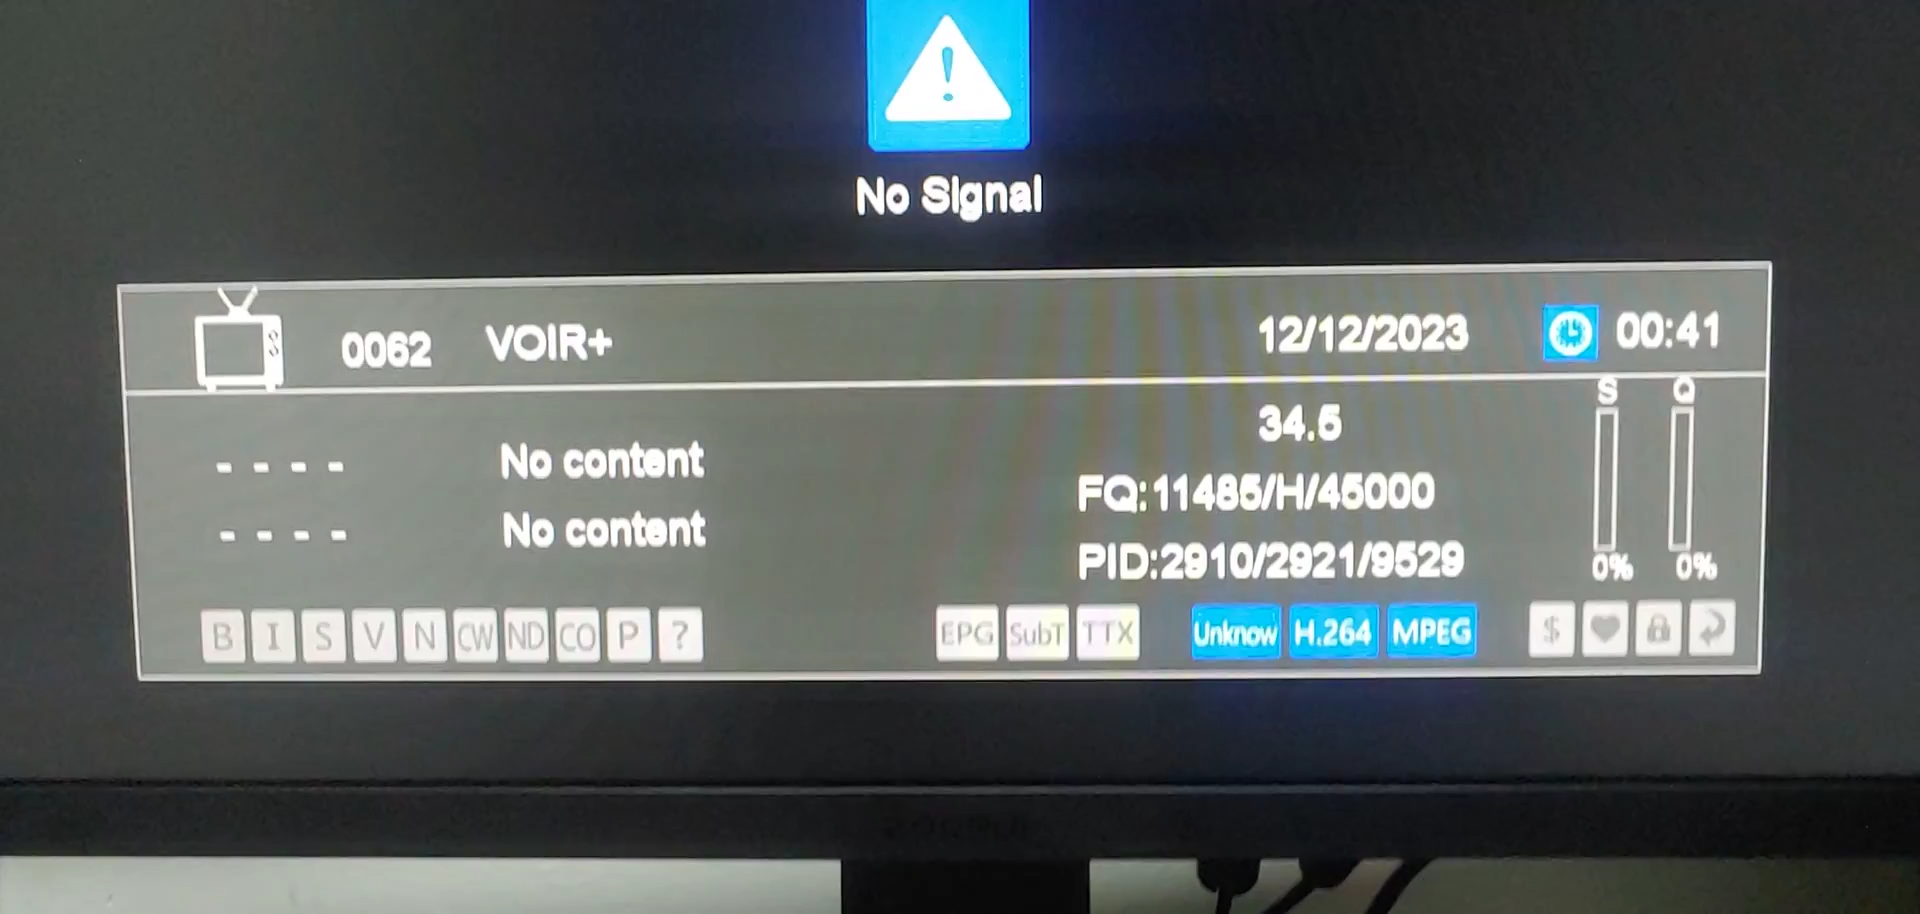 No Signal
0062 VOIR+ 12/12/2023 00:41
S Q
34.5
- - - - No content
FQ:11485/H/45000
- - - - No content
PID:2910/2921/9529
0% 0%
B I S V N CW ND CO P ? EPG SubT TTX Unknow H.264 MPEG $